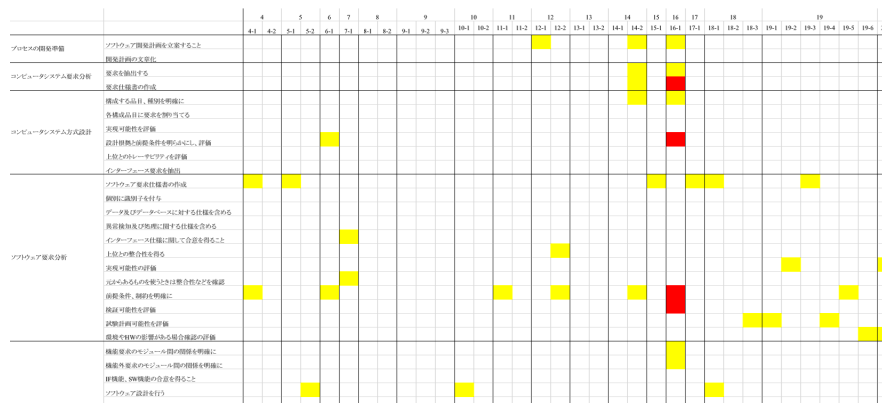 4 5 6 7 8 9 10 11 12 13 14 15 16 17 18 19
4-1 4-2 5-1 5-2 6-1 7-1 8-1 8-2 9-1 9-2 9-3 10-1 10-2 11-1 11-2 12-1 12-2 13-1 13-2 14-1 14-2 15-1 16-1 17-1 18-1 18-2 18-3 19-1 19-2 19-3 19-4 19-5 19-6
プロセスの開発準備 ソフトウェア開発計画を立案すること
開発計画の文章化
コンピュータシステム要求分析 要求を抽出する
要求仕様書の作成
コンピュータシステム方式設計 構成する品目、種別を明確に
各構成品目に要求を割り当てる
実現可能性を評価
設計根拠と前提条件を明らかにし、評価
上位とのトレーサビリティを評価
インターフェース要求を抽出
ソフトウェア要求分析 ソフトウェア要求仕様書の作成
個別に識別子を付与
データ及びデータベースに対する仕様を含める
異常検知及び処理に関する仕様を含める
インターフェース仕様に関して合意を得ること
上位との整合性を得る
実現可能性の評価
元からあるものを使うときは整合性などを確認
前提条件、制約を明確に
検証可能性を評価
試験計画可能性を評価
環境やHWの影響がある場合確認の評価
機能要求のモジュール間の関係を明確に
機能外要求のモジュール間の関係を明確に
IF機能、SW機能の合意を得ること
ソフトウェア設計を行う